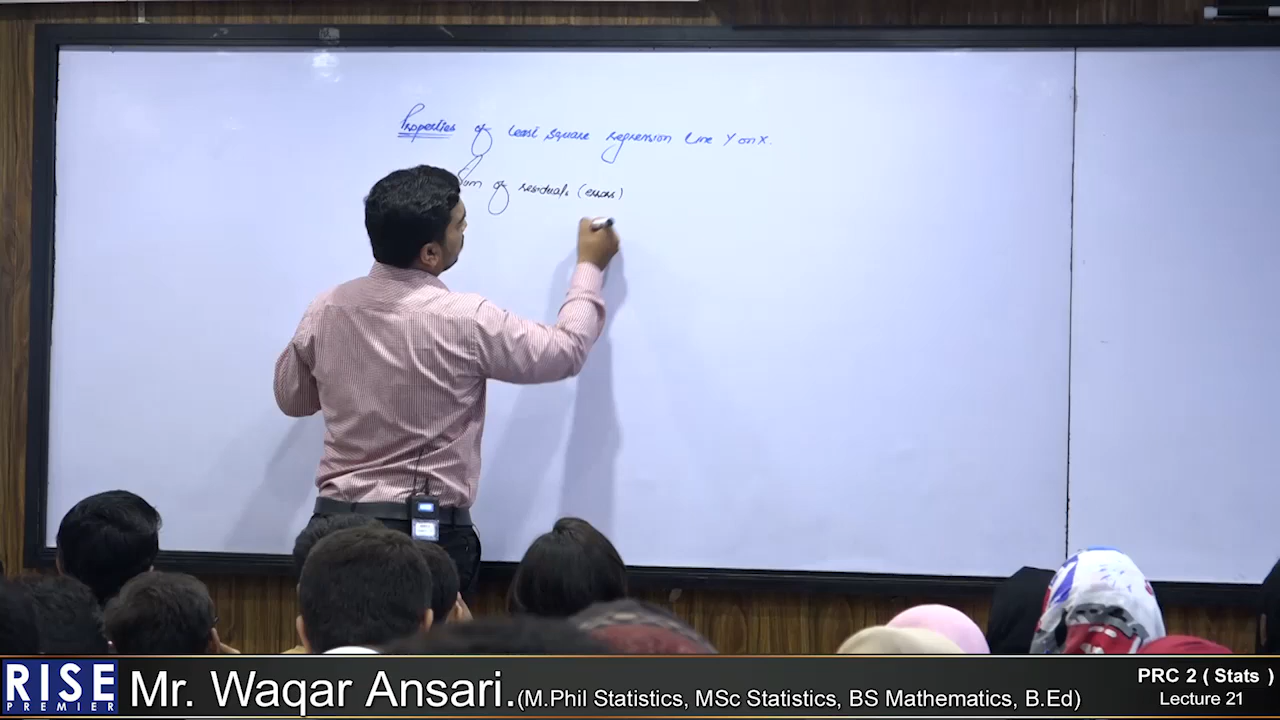 Properties of least square regression line Y on X.
Sum of residuals (errors)
RISE
PREMIER
Mr. Waqar Ansari.(M.Phil Statistics, MSc Statistics, BS Mathematics, B.Ed)
PRC 2 ( Stats )
Lecture 21